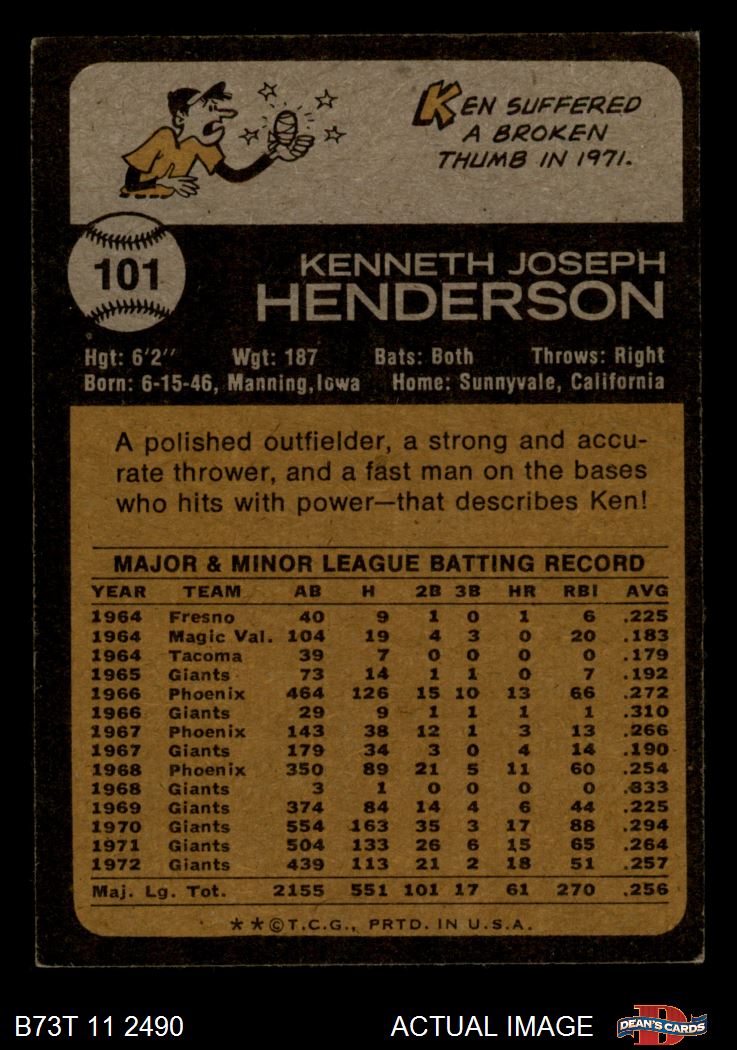 KEN SUFFERED
A BROKEN
THUMB IN 1971.
101
KENNETH JOSEPH
HENDERSON
Hgt: 6'2" Wgt: 187 Bats: Both Throws: Right
Born: 6-15-46, Manning, Iowa Home: Sunnyvale, California
A polished outfielder, a strong and accu-
rate thrower, and a fast man on the bases
who hits with power—that describes Ken!
MAJOR & MINOR LEAGUE BATTING RECORD
YEAR TEAM AB H 2B 3B HR RBI AVG
1964 Fresno 40 9 1 0 1 6 .225
1964 Magic Val. 104 19 4 3 0 20 .183
1964 Tacoma 39 7 0 0 0 0 .179
1965 Giants 73 14 1 1 0 7 .192
1966 Phoenix 464 126 15 10 13 66 .272
1966 Giants 29 9 1 1 1 1 .310
1967 Phoenix 143 38 12 1 3 13 .266
1967 Giants 179 34 3 0 4 14 .190
1968 Phoenix 350 89 21 5 11 60 .254
1968 Giants 3 1 0 0 0 0 .333
1969 Giants 374 84 14 4 6 44 .225
1970 Giants 554 163 35 3 17 88 .294
1971 Giants 504 133 26 6 15 65 .264
1972 Giants 439 113 21 2 18 51 .257
Maj. Lg. Tot. 2155 551 101 17 61 270 .256
**©T.C.G., PRTD. IN U.S.A.
B73T 11 2490 ACTUAL IMAGE D DEAN'S CARDS